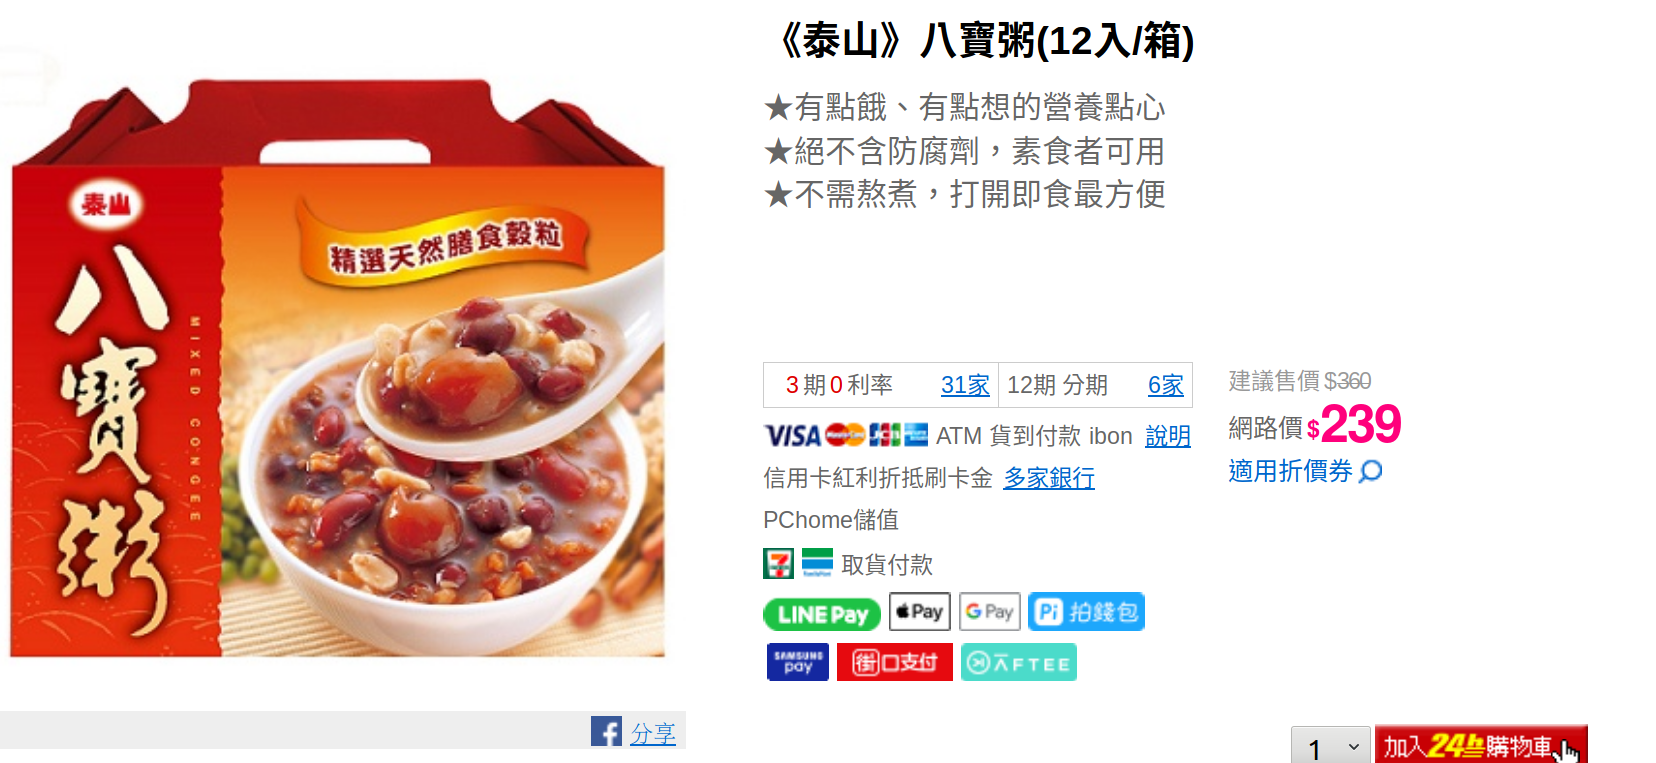 《泰山》八寶粥(12入/箱)
★有點餓、有點想的營養點心
★絕不含防腐劑，素食者可用
★不需熬煮，打開即食最方便
泰山
八寶粥
MIXED CONGEE
精選天然膳食穀粒
3期0利率 31家 12期 分期 6家
VISA MasterCard JCB ATM 貨到付款 ibon 說明
信用卡紅利折抵刷卡金 多家銀行
PChome儲值
7 FamilyMart 取貨付款
LINE Pay Pay G Pay Pi 拍錢包
SAMSUNG pay 街口支付 AFTEE
建議售價 $360
網路價 $239
適用折價券
f 分享
1 加入24h購物車